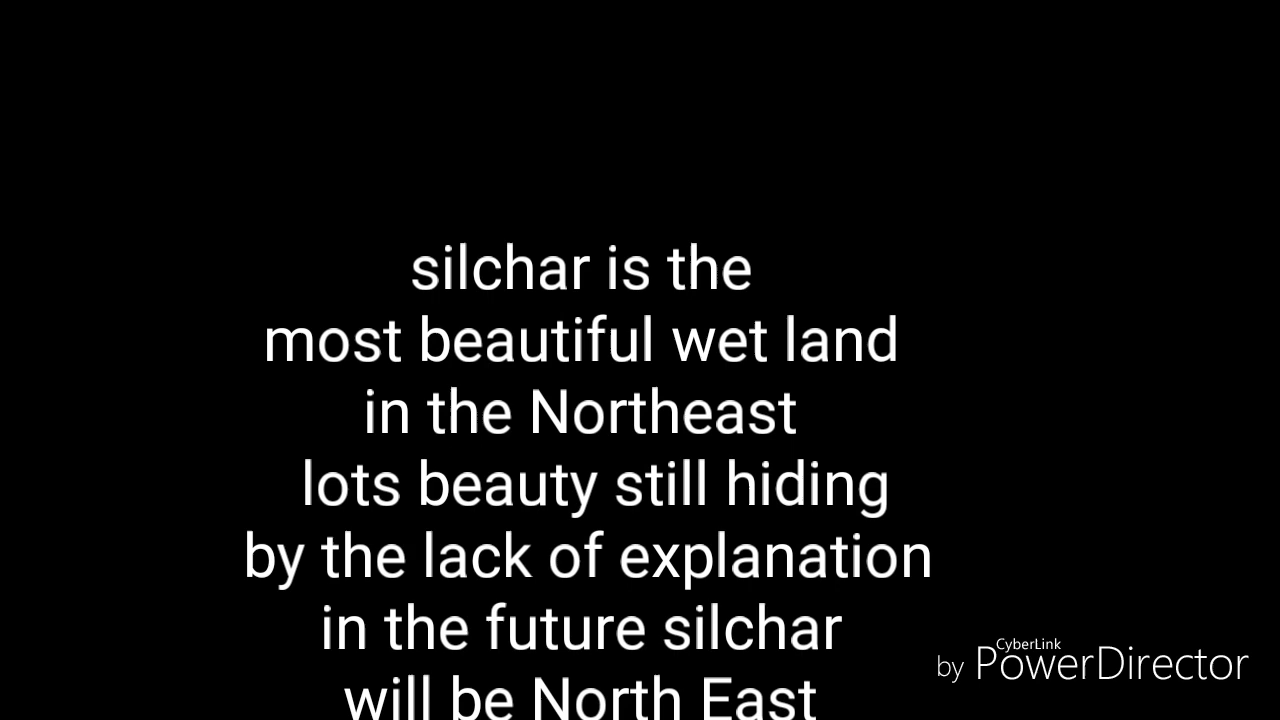 silchar is the
most beautiful wet land
in the Northeast
lots beauty still hiding
by the lack of explanation
in the future silchar
will be North East
by CyberLink PowerDirector